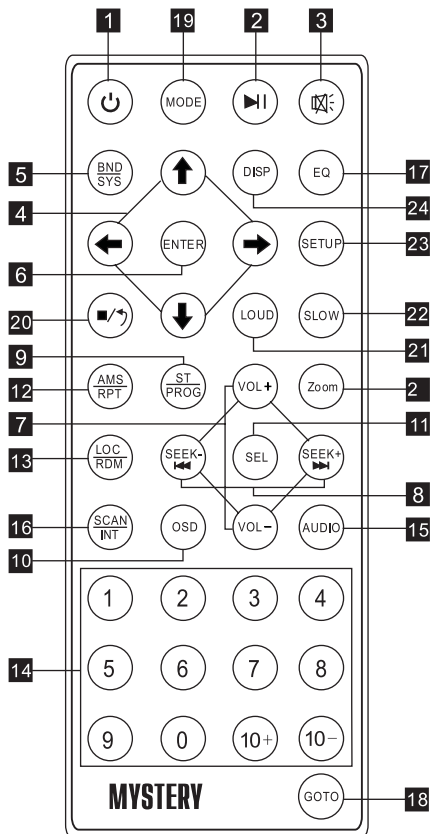 1 19 2 3
MODE
5 BND SYS DISP EQ 17
4 24
ENTER SETUP 23
6
20 LOUD SLOW 22
9 21
12 AMS RPT ST PROG VOL+ Zoom 2
7 11
13 LOC RDM SEEK- SEL SEEK+
8
16 SCAN INT OSD VOL- AUDIO 15
10
1 2 3 4
14 5 6 7 8
9 0 10+ 10-
MYSTERY GOTO 18